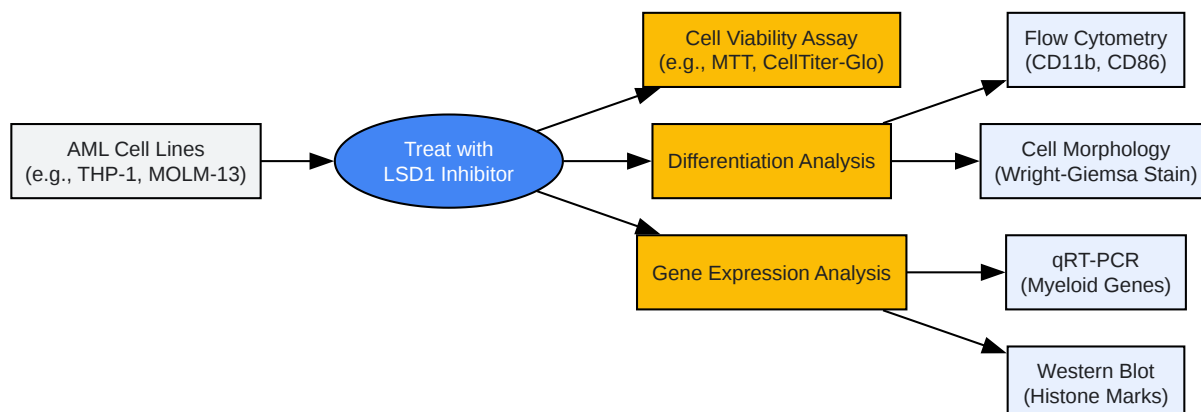 AML Cell Lines
(e.g., THP-1, MOLM-13)
Treat with
LSD1 Inhibitor
Cell Viability Assay
(e.g., MTT, CellTiter-Glo)
Differentiation Analysis
Gene Expression Analysis
Flow Cytometry
(CD11b, CD86)
Cell Morphology
(Wright-Giemsa Stain)
qRT-PCR
(Myeloid Genes)
Western Blot
(Histone Marks)